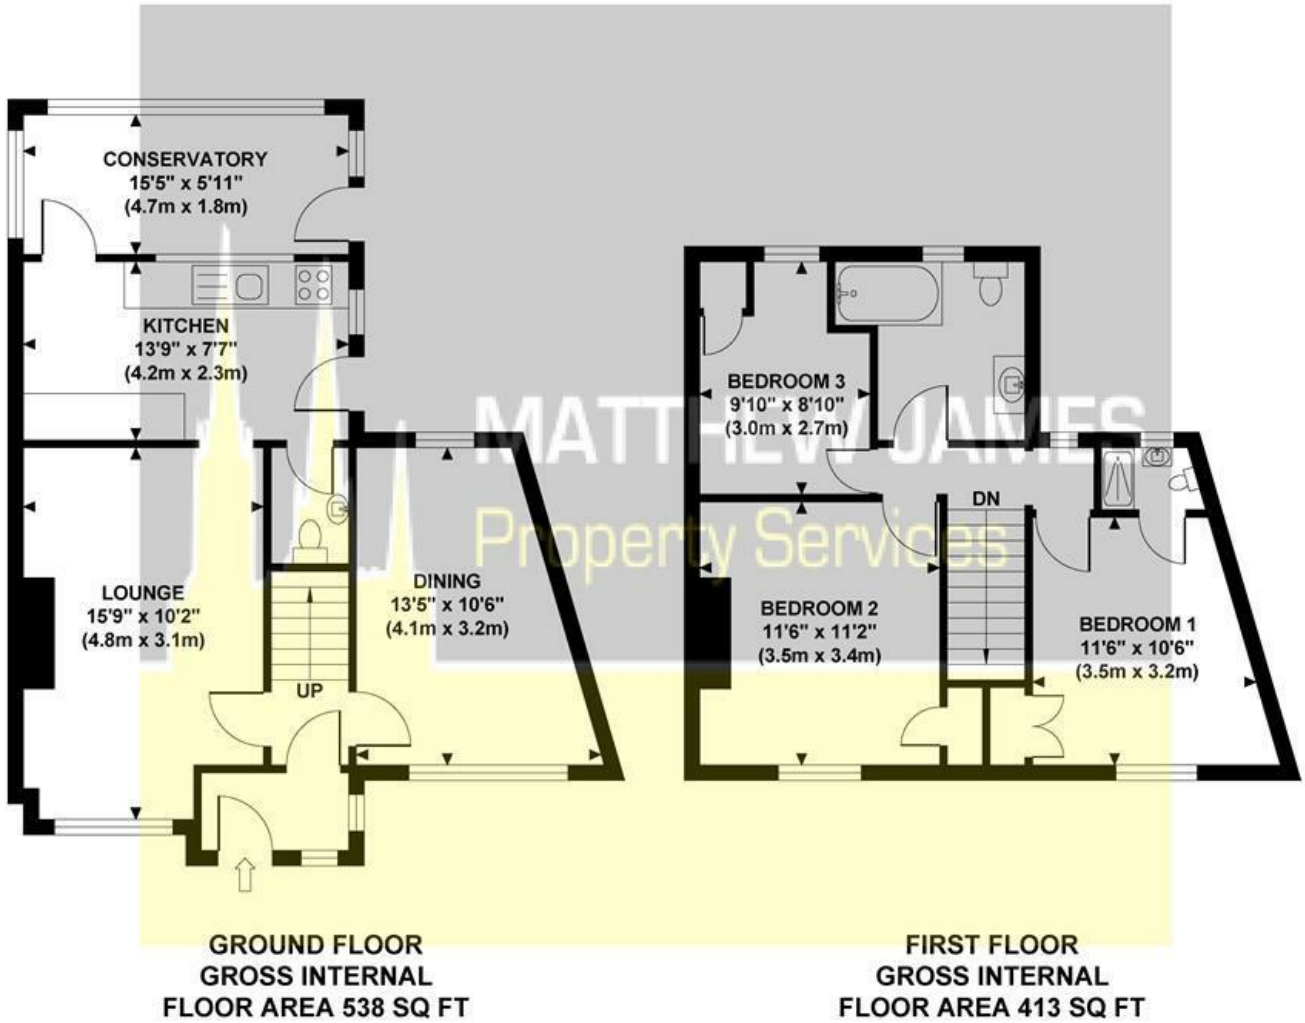 CONSERVATORY
15'5" x 5'11"
(4.7m x 1.8m)
KITCHEN
13'9" x 7'7"
(4.2m x 2.3m)
LOUNGE
15'9" x 10'2"
(4.8m x 3.1m)
UP
DINING
13'5" x 10'6"
(4.1m x 3.2m)
BEDROOM 3
9'10" x 8'10"
(3.0m x 2.7m)
MATTHEW JAMES
Property Services
DN
BEDROOM 2
11'6" x 11'2"
(3.5m x 3.4m)
BEDROOM 1
11'6" x 10'6"
(3.5m x 3.2m)
GROUND FLOOR
GROSS INTERNAL
FLOOR AREA 538 SQ FT
FIRST FLOOR
GROSS INTERNAL
FLOOR AREA 413 SQ FT